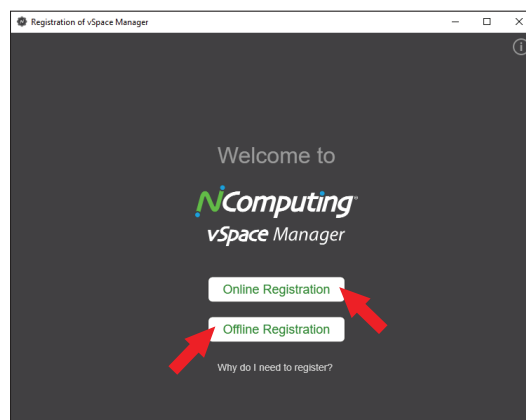 Registration of vSpace Manager
Welcome to
NComputing
vSpace Manager
Online Registration
Offline Registration
Why do I need to register?